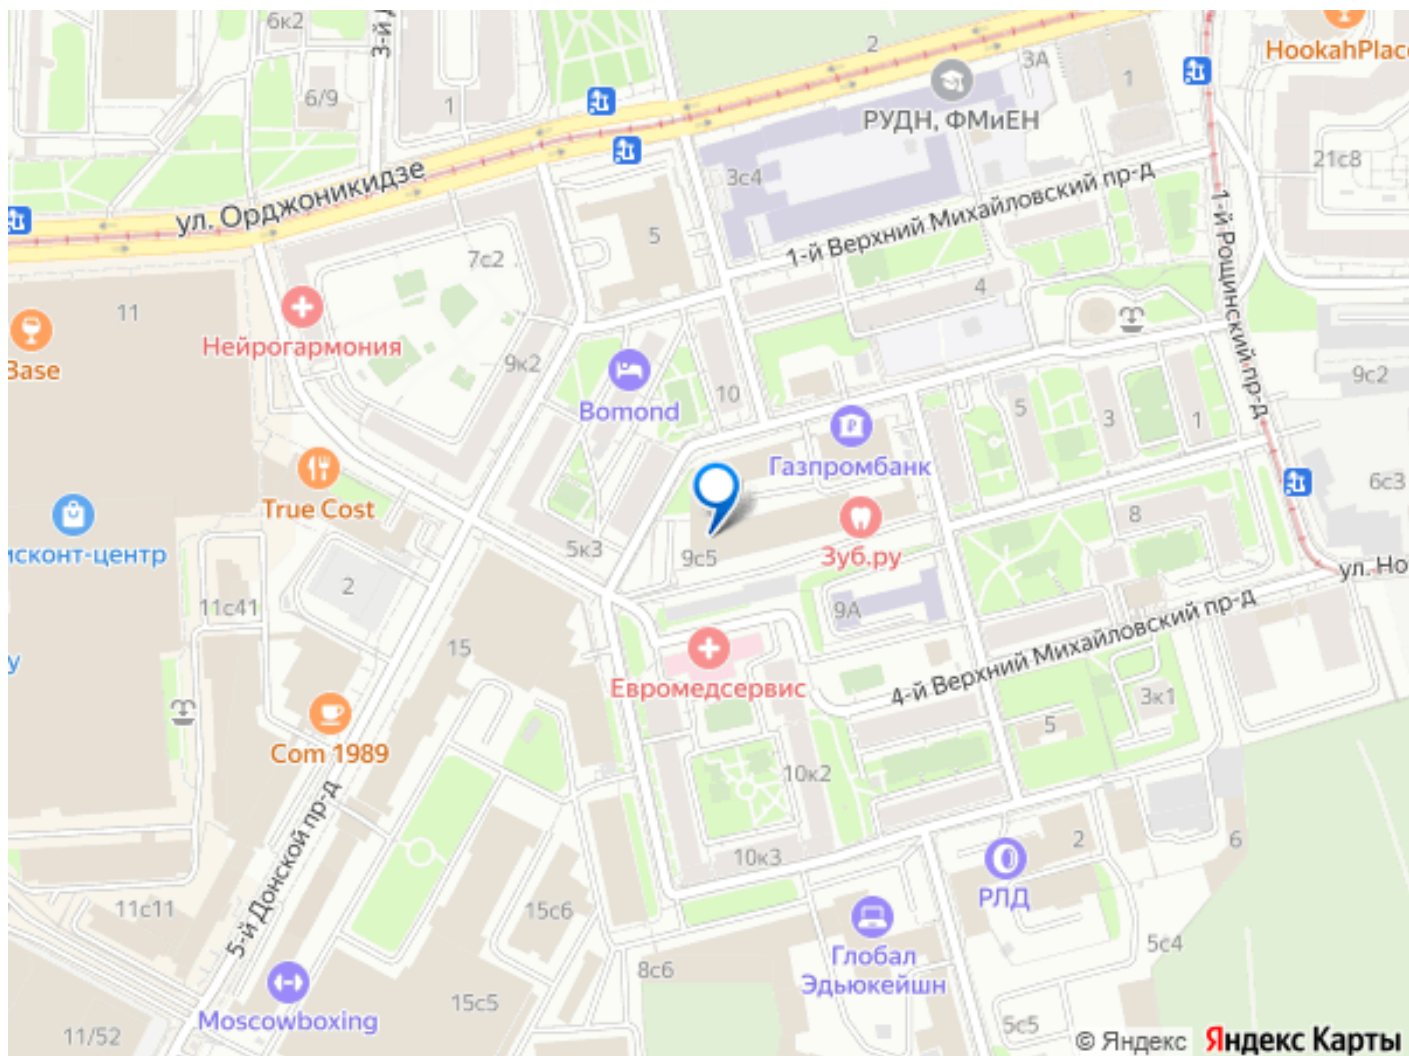 6к2
3-й
HookahPlace
2
3А
1
6/9
1
РУДН, ФМиЕН
21с8
3с4
ул. Орджоникидзе
1-й Верхний Михайловский пр-д
1-й Рощинский пр-д
5
7с2
4
11
Нейрогармония
Base
9к2
9с2
10
Bomond
5
3
1
Газпромбанк
True Cost
6с3
8
исконт-центр
5к3
9с5
Зуб.ру
ул. Но
2
11с41
9А
4-й Верхний Михайловский пр-д
15
у
Евромедсервис
3к1
5
Com 1989
10к2
5-й Донской пр-д
2
6
10к3
РЛД
11с11
15с6
5с4
Глобал
Эдьюкейшн
8с6
15с5
Moscowboxing
5с5
11/52
© Яндекс Яндекс Карты